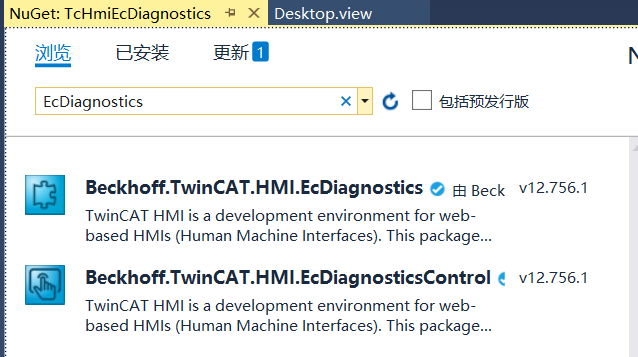 NuGet: TcHmiEcDiagnostics
Desktop.view
浏览 已安装 更新 1
N
EcDiagnostics
包括预发行版
Beckhoff.TwinCAT.HMI.EcDiagnostics 由 Beck v12.756.1
TwinCAT HMI is a development environment for web-
based HMIs (Human Machine Interfaces). This package...
Beckhoff.TwinCAT.HMI.EcDiagnosticsControl v12.756.1
TwinCAT HMI is a development environment for web-
based HMIs (Human Machine Interfaces). This package...